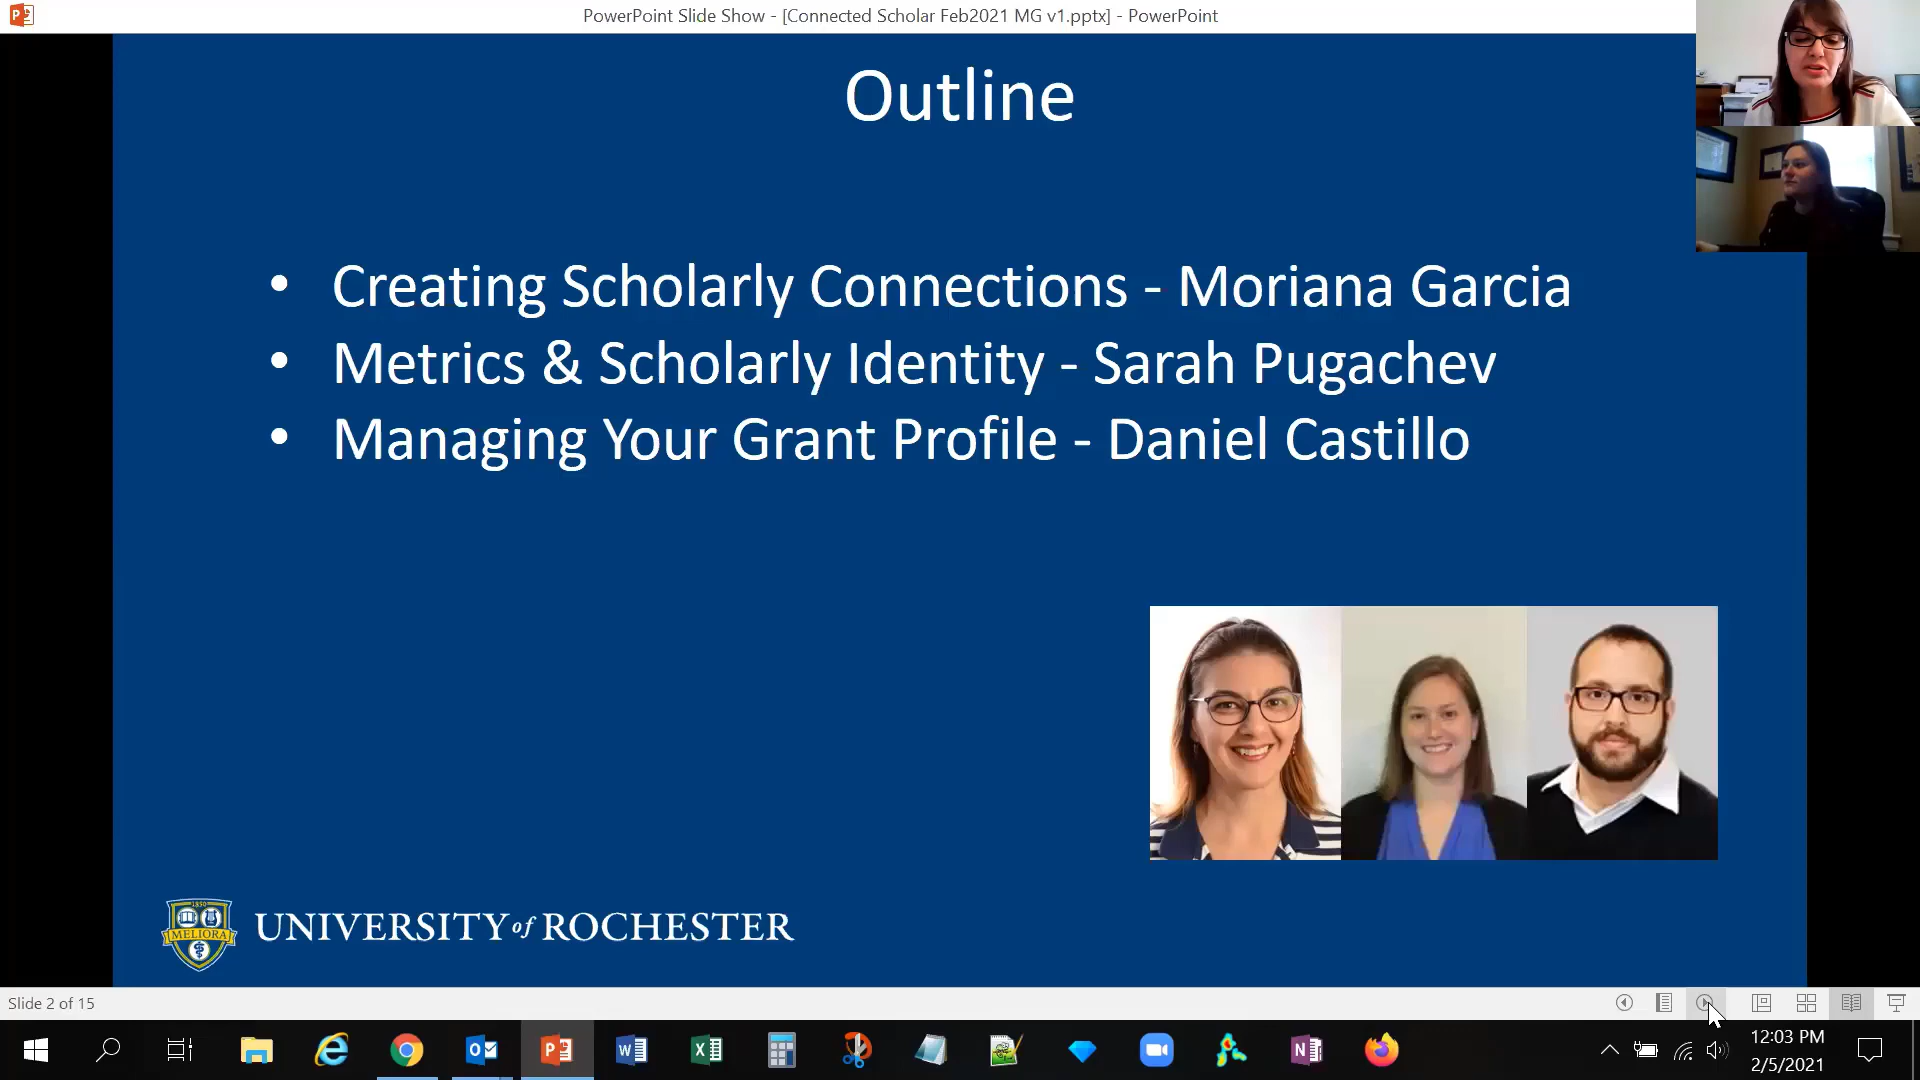 PowerPoint Slide Show - [Connected Scholar Feb2021 MG v1.pptx] - PowerPoint
Outline
• Creating Scholarly Connections - Moriana Garcia
• Metrics & Scholarly Identity - Sarah Pugachev
• Managing Your Grant Profile - Daniel Castillo
1850
MELIORA
UNIVERSITY of ROCHESTER
Slide 2 of 15
12:03 PM
2/5/2021